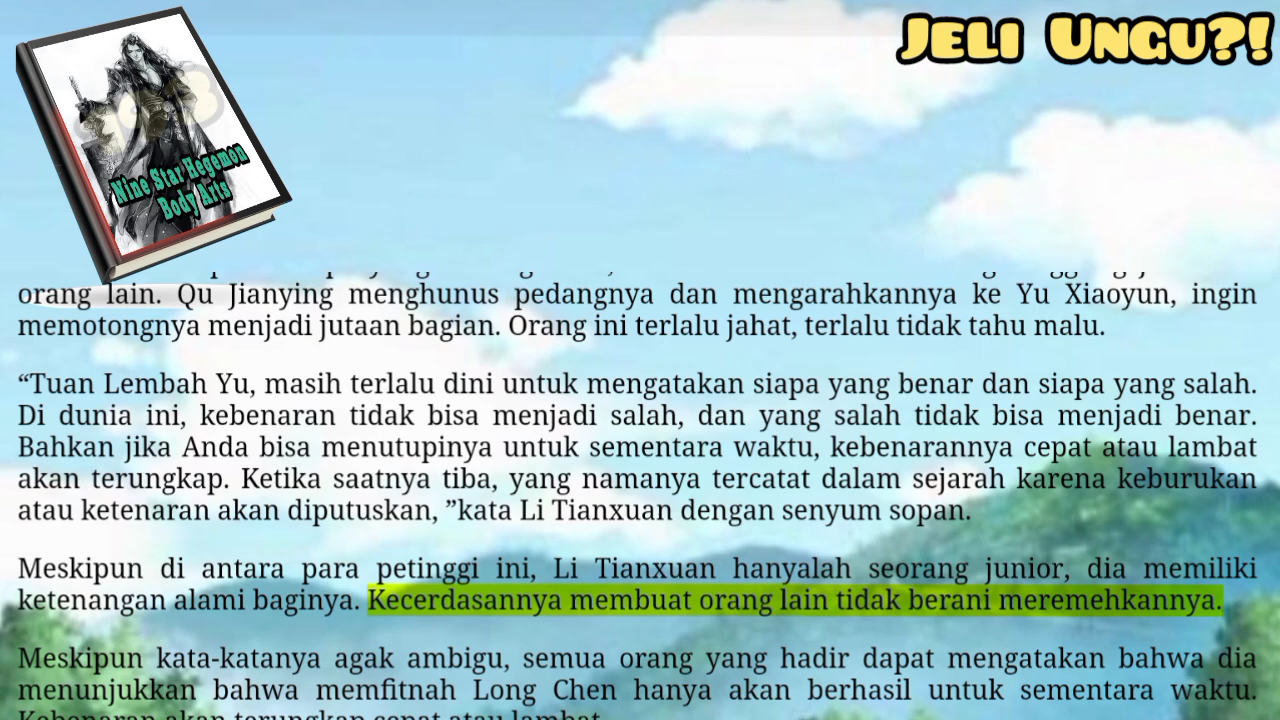 Jeli Ungu?!
Nine Star Hegemon
Body Arts
orang lain. Qu Jianying menghunus pedangnya dan mengarahkannya ke Yu Xiaoyun, ingin
memotongnya menjadi jutaan bagian. Orang ini terlalu jahat, terlalu tidak tahu malu.
“Tuan Lembah Yu, masih terlalu dini untuk mengatakan siapa yang benar dan siapa yang salah.
Di dunia ini, kebenaran tidak bisa menjadi salah, dan yang salah tidak bisa menjadi benar.
Bahkan jika Anda bisa menutupinya untuk sementara waktu, kebenarannya cepat atau lambat
akan terungkap. Ketika saatnya tiba, yang namanya tercatat dalam sejarah karena keburukan
atau ketenaran akan diputuskan, ”kata Li Tianxuan dengan senyum sopan.
Meskipun di antara para petinggi ini, Li Tianxuan hanyalah seorang junior, dia memiliki
ketenangan alami baginya. Kecerdasannya membuat orang lain tidak berani meremehkannya.
Meskipun kata-katanya agak ambigu, semua orang yang hadir dapat mengatakan bahwa dia
menunjukkan bahwa memfitnah Long Chen hanya akan berhasil untuk sementara waktu.
Kebenaran akan terungkap cepat atau lambat.